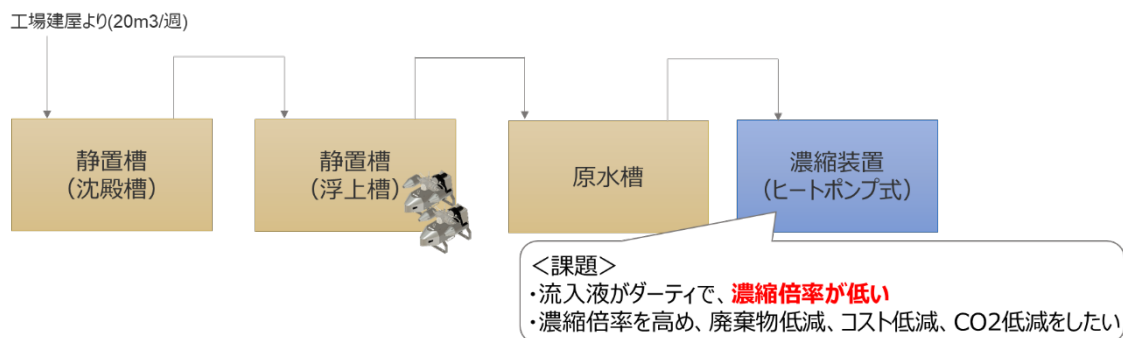 工場建屋より(20m3/週)
静置槽
（沈殿槽）
静置槽
（浮上槽）
原水槽
濃縮装置
（ヒートポンプ式）
＜課題＞
・流入液がダーティで、濃縮倍率が低い
・濃縮倍率を高め、廃棄物低減、コスト低減、CO2低減をしたい